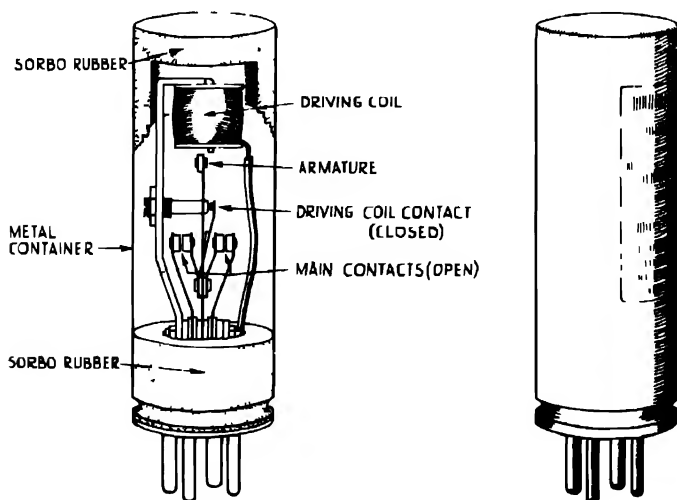 SORBO RUBBER
DRIVING COIL
ARMATURE
DRIVING COIL CONTACT
(CLOSED)
METAL
CONTAINER
MAIN CONTACTS (OPEN)
SORBO RUBBER